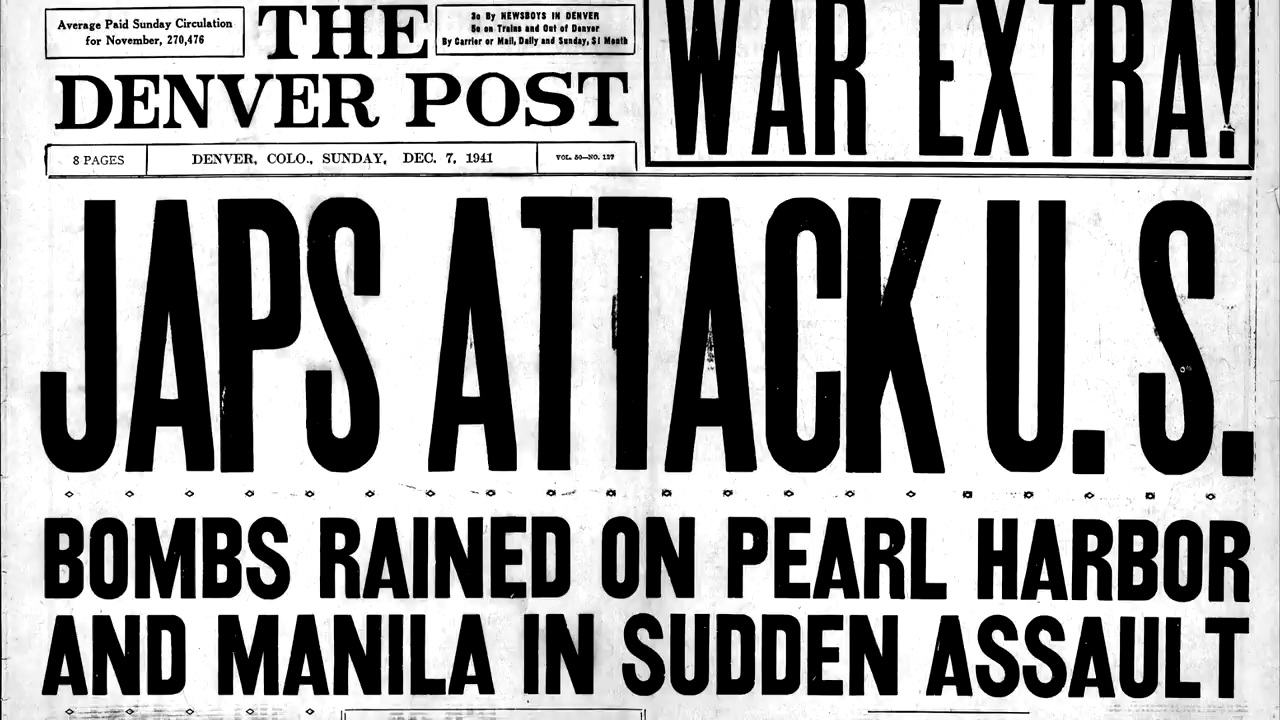 Average Paid Sunday Circulation
for November, 270,476
THE
3c By NEWSBOYS IN DENVER
5c on Trains and Out of Denver
By Carrier or Mail, Daily and Sunday, $1 Month
DENVER POST
WAR EXTRA!
8 PAGES
DENVER, COLO., SUNDAY, DEC. 7, 1941
VOL. 50—NO. 127
JAPS ATTACK U. S.
BOMBS RAINED ON PEARL HARBOR
AND MANILA IN SUDDEN ASSAULT